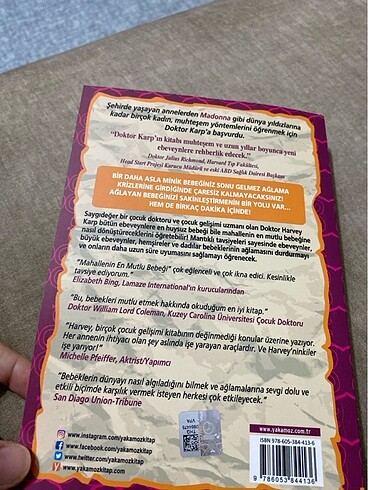 Şehirde yaşayan annelerden Madonna gibi dünya yıldızlarına
kadar birçok kadın, muhteşem yöntemlerini öğrenmek için
Doktor Karp'a başvurdu.
"Doktor Karp'ın kitabı muhteşem ve uzun yıllar boyunca yeni
ebeveynlere rehberlik edecek."
Doktor Julius Richmond, Harvard Tıp Fakültesi,
Head Start Projesi Kurucu Müdürü ve eski ABD Sağlık Dairesi Başkanı
BİR DAHA ASLA MİNİK BEBEĞİNİZ SONU GELMEZ AĞLAMA
KRİZLERİNE GİRDİĞİNDE ÇARESİZ KALMAYACAKSINIZ!
AĞLAYAN BEBEĞİNİZİ SAKİNLEŞTİRMENİN BİR YOLU VAR...
HEM DE BİRKAÇ DAKİKA İÇİNDE!
Saygıdeğer bir çocuk doktoru ve çocuk gelişimi uzmanı olan Doktor Harvey
Karp bütün ebeveynlere en huysuz bebeği bile mahallenin en mutlu bebeğine
nasıl dönüştüreceklerini öğretebilir! Mantıklı tavsiyeleri sayesinde ebeveynler,
büyük ebeveynler, hemşireler ve dadılar bebeklerinin ağlamasını durdurmayı
ve onların daha uzun süre uyumasını sağlamayı öğrenecek.
"Mahallenin En Mutlu Bebeği" çok eğlenceli ve çok ikna edici. Kesinlikle
tavsiye ediyorum."
Elizabeth Bing, Lamaze International'ın kurucularından
"Bu, bebekleri mutlu etmek hakkında okuduğum en iyi kitap."
Doktor William Lord Coleman, Kuzey Carolina Üniversitesi Çocuk Doktoru
"Harvey, birçok çocuk gelişimi kitabının değinmediği konular üzerine yazıyor.
Her annenin ihtiyacı olan şey aslında işe yarayan araçlardır. Ve Harvey'ninkiler
işe yarıyor!"
Michelle Pfeiffer, Aktrist/Yapımcı
"Bebeklerin dünyayı nasıl algıladığını bilmek ve ağlamalarına sevgi dolu ve
etkili biçimde karşılık vermek isteyen herkesi çok etkileyecek."
San Diago Union-Tribune
www.instagram.com/yakamozkitap
www.facebook.com/yakamozkitap
www.twitter.com/yakamozkitap
www.yakamozkitap.com
www.yakamoz.com.tr
ISBN 978-605-384-413-6
9 786053 844136